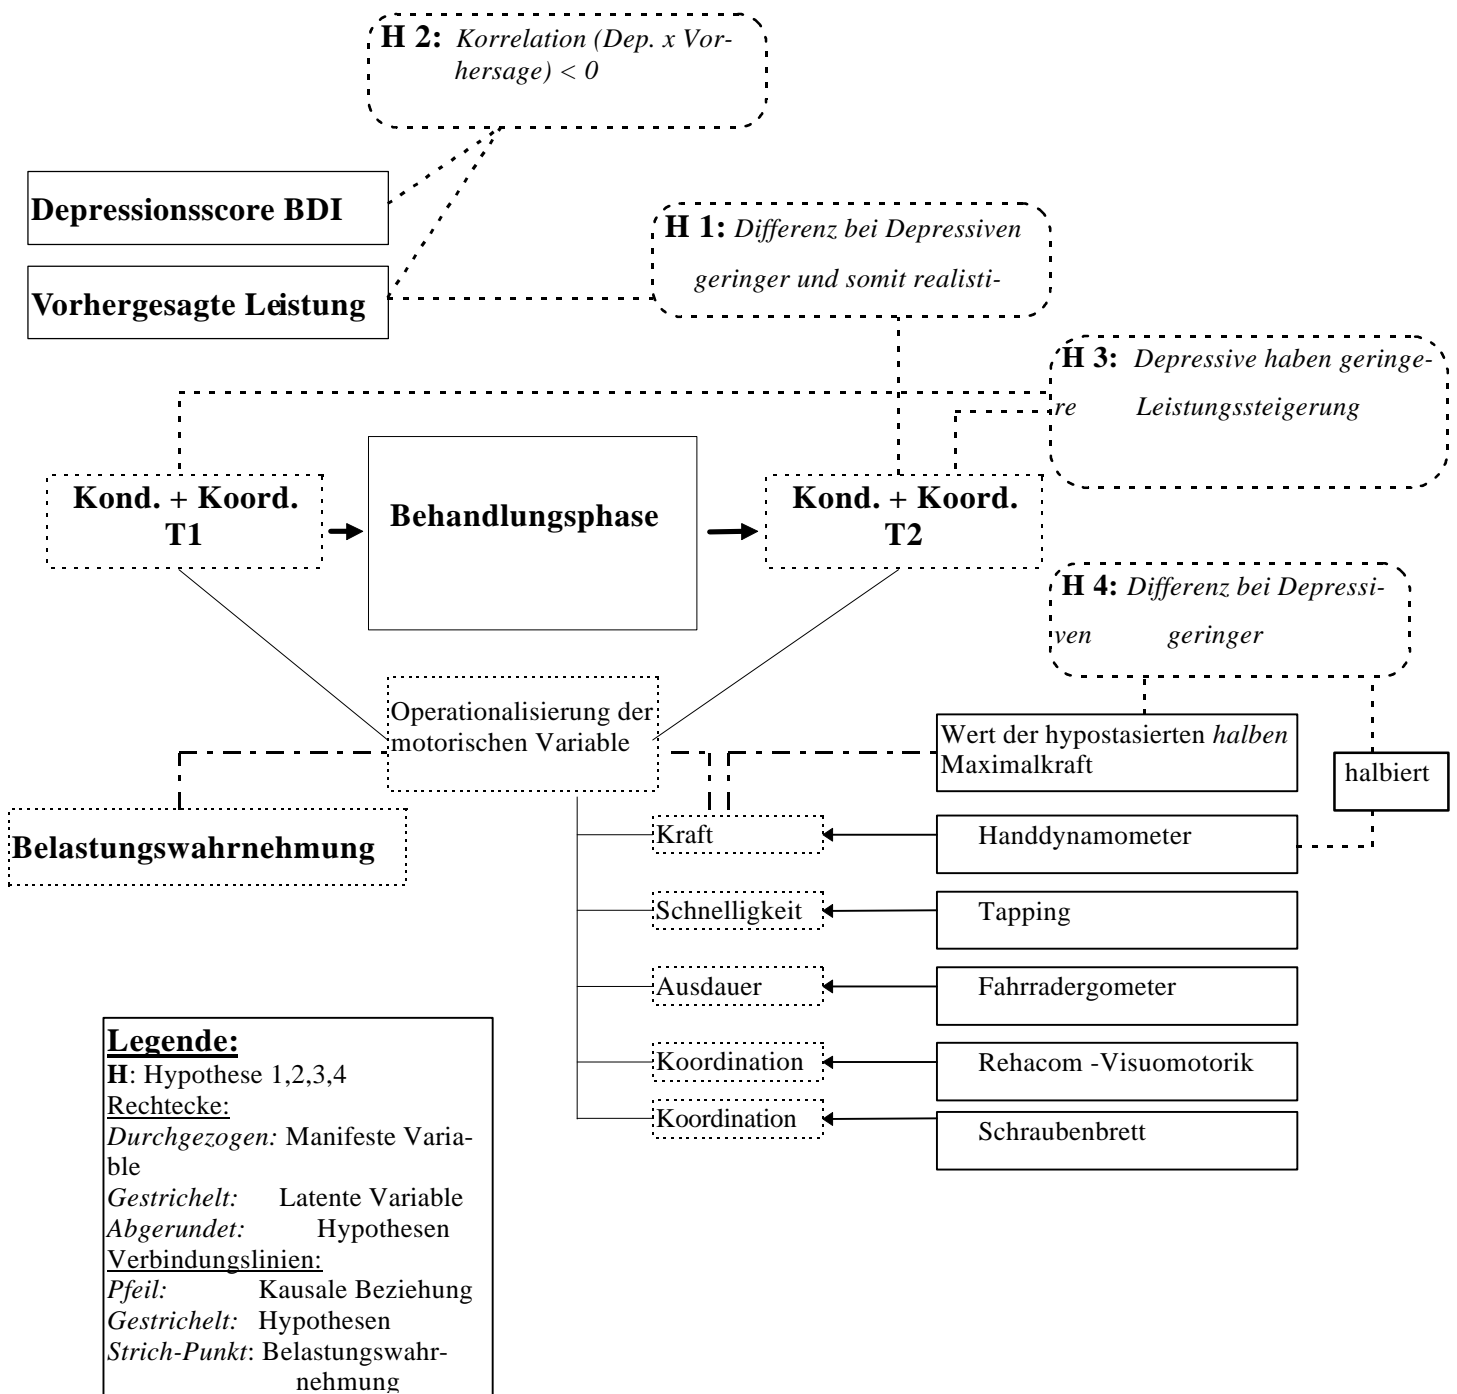 H 2: Korrelation (Dep. x Vor-
hersage) < 0
Depressionsscore BDI
H 1: Differenz bei Depressiven
geringer und somit realisti-
Vorhergesagte Leistung
H 3: Depressive haben geringe-
re Leistungssteigerung
Kond. + Koord.
T1
Behandlungsphase
Kond. + Koord.
T2
H 4: Differenz bei Depressi-
ven geringer
Operationalisierung der
motorischen Variable
Wert der hypostasierten halben
Maximalkraft
halbiert
Belastungswahrnehmung
Kraft
Handdynamometer
Schnelligkeit
Tapping
Ausdauer
Fahrradergometer
Koordination
Rehacom -Visuomotorik
Koordination
Schraubenbrett
Legende:
H: Hypothese 1,2,3,4
Rechtecke:
Durchgezogen: Manifeste Varia-
ble
Gestrichelt: Latente Variable
Abgerundet: Hypothesen
Verbindungslinien:
Pfeil: Kausale Beziehung
Gestrichelt: Hypothesen
Strich-Punkt: Belastungswahr-
nehmung